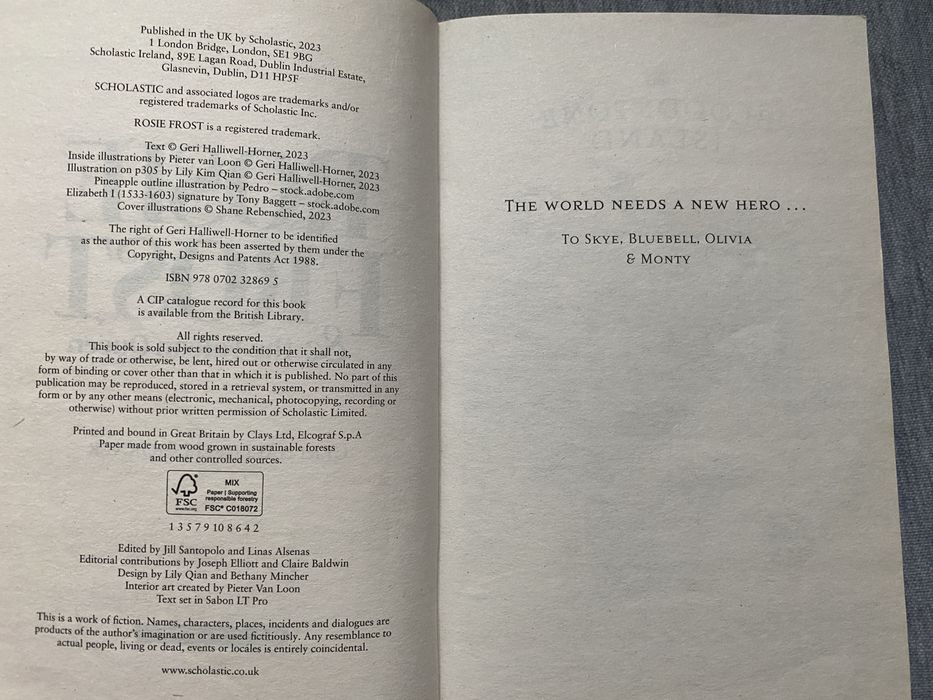 Published in the UK by Scholastic, 2023
1 London Bridge, London, SE1 9BG
Scholastic Ireland, 89E Lagan Road, Dublin Industrial Estate,
Glasnevin, Dublin, D11 HP5F
SCHOLASTIC and associated logos are trademarks and/or
registered trademarks of Scholastic Inc.
ROSIE FROST is a registered trademark.
Text © Geri Halliwell-Horner, 2023
Inside illustrations by Pieter van Loon © Geri Halliwell-Horner, 2023
Illustration on p305 by Lily Kim Qian © Geri Halliwell-Horner, 2023
Pineapple outline illustration by Pedro – stock.adobe.com
Elizabeth I (1533-1603) signature by Tony Baggett – stock.adobe.com
Cover illustrations © Shane Rebenschied, 2023
The right of Geri Halliwell-Horner to be identified
as the author of this work has been asserted by them under the
Copyright, Designs and Patents Act 1988.
ISBN 978 0702 32869 5
A CIP catalogue record for this book
is available from the British Library.
All rights reserved.
This book is sold subject to the condition that it shall not,
by way of trade or otherwise, be lent, hired out or otherwise circulated in any
form of binding or cover other than that in which it is published. No part of this
publication may be reproduced, stored in a retrieval system, or transmitted in any
form or by any other means (electronic, mechanical, photocopying, recording or
otherwise) without prior written permission of Scholastic Limited.
Printed and bound in Great Britain by Clays Ltd, Elcograf S.p.A
Paper made from wood grown in sustainable forests
and other controlled sources.
FSC
www.fsc.org
MIX
Paper | Supporting
responsible forestry
FSC® C018072
1 3 5 7 9 10 8 6 4 2
Edited by Jill Santopolo and Linas Alsenas
Editorial contributions by Joseph Elliott and Claire Baldwin
Design by Lily Qian and Bethany Mincher
Interior art created by Pieter Van Loon
Text set in Sabon LT Pro
This is a work of fiction. Names, characters, places, incidents and dialogues are
products of the author's imagination or are used fictitiously. Any resemblance to
actual people, living or dead, events or locales is entirely coincidental.
www.scholastic.co.uk
THE WORLD NEEDS A NEW HERO ...
TO SKYE, BLUEBELL, OLIVIA
& MONTY